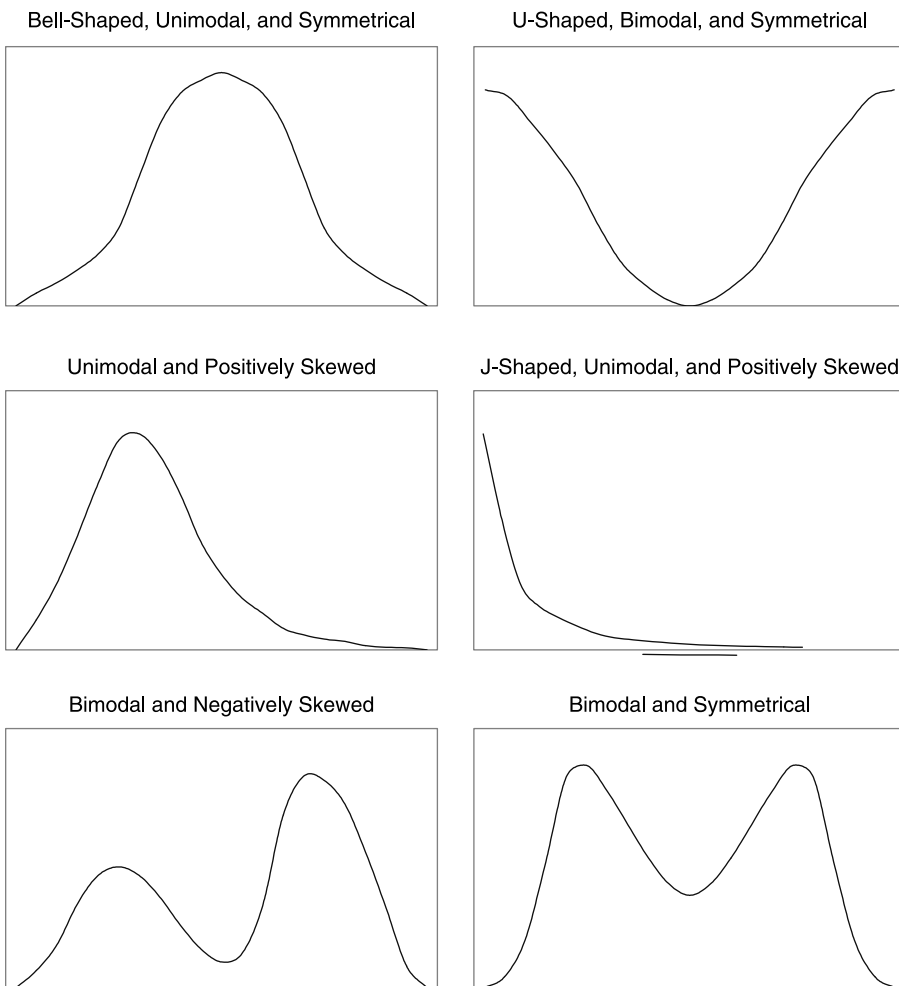 Bell-Shaped, Unimodal, and Symmetrical
U-Shaped, Bimodal, and Symmetrical
Unimodal and Positively Skewed
J-Shaped, Unimodal, and Positively Skewed
Bimodal and Negatively Skewed
Bimodal and Symmetrical